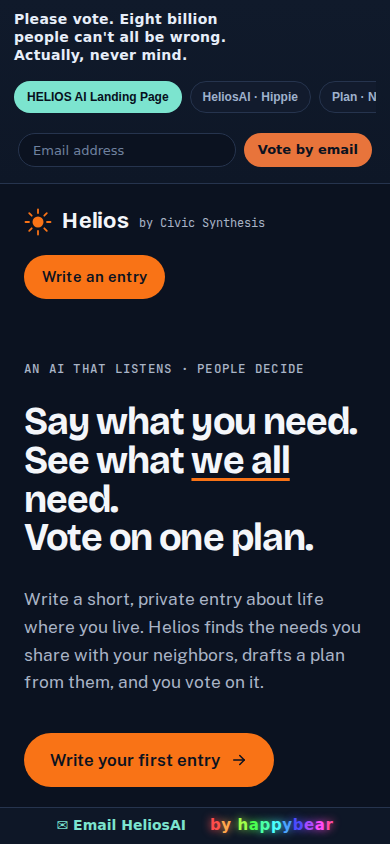 Please vote. Eight billion
people can't all be wrong.
Actually, never mind.
HELIOS AI Landing Page
HeliosAI · Hippie
Plan · N
Email address
Vote by email
Helios by Civic Synthesis
Write an entry
AN AI THAT LISTENS · PEOPLE DECIDE
Say what you need.
See what we all
need.
Vote on one plan.
Write a short, private entry about life
where you live. Helios finds the needs you
share with your neighbors, drafts a plan
from them, and you vote on it.
Write your first entry →
✉ Email HeliosAI
by happybear